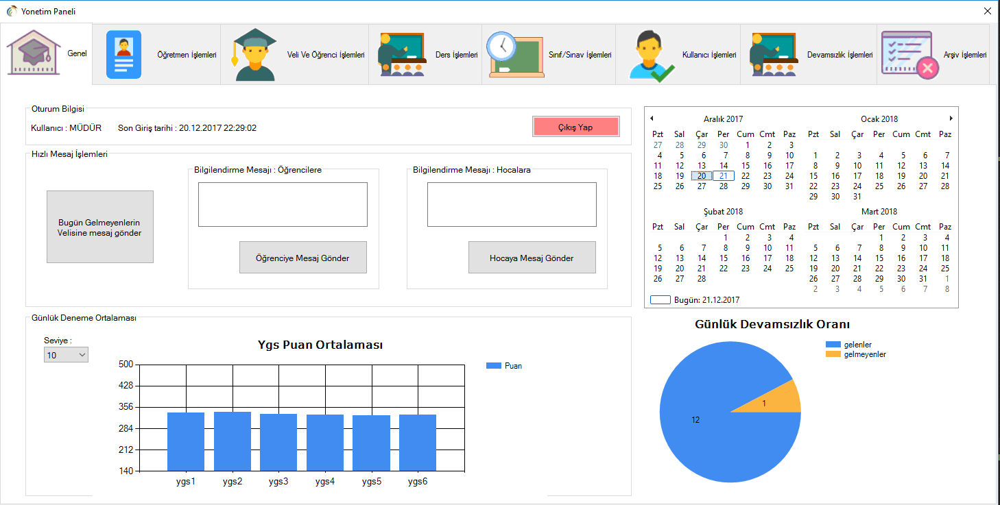 Yonetim Paneli
Genel
Öğretmen İşlemleri
Veli Ve Öğrenci İşlemleri
Ders İşlemleri
Sınıf/Sınav İşlemleri
Kullanıcı İşlemleri
Devamsızlık İşlemleri
Arşiv İşlemleri
Oturum Bilgisi
Kullanıcı : MÜDÜR Son Giriş tarihi : 20.12.2017 22:29:02
Çıkış Yap
Hızlı Mesaj İşlemleri
Bugün Gelmeyenlerin
Velisine mesaj gönder
Bilgilendirme Mesajı : Öğrencilere
Öğrenciye Mesaj Gönder
Bilgilendirme Mesajı : Hocalara
Hocaya Mesaj Gönder
Aralık 2017
Pzt Sal Çar Per Cum Cmt Paz
27 28 29 30 1 2 3
4 5 6 7 8 9 10
11 12 13 14 15 16 17
18 19 20 21 22 23 24
25 26 27 28 29 30 31
Ocak 2018
Pzt Sal Çar Per Cum Cmt Paz
1 2 3 4 5 6 7
8 9 10 11 12 13 14
15 16 17 18 19 20 21
22 23 24 25 26 27 28
29 30 31
Şubat 2018
Pzt Sal Çar Per Cum Cmt Paz
1 2 3 4
5 6 7 8 9 10 11
12 13 14 15 16 17 18
19 20 21 22 23 24 25
26 27 28
Mart 2018
Pzt Sal Çar Per Cum Cmt Paz
1 2 3 4
5 6 7 8 9 10 11
12 13 14 15 16 17 18
19 20 21 22 23 24 25
26 27 28 29 30 31 1
2 3 4 5 6 7 8
Bugün: 21.12.2017
Günlük Deneme Ortalaması
Seviye :
10
Ygs Puan Ortalaması
500
428
356
284
212
140
ygs1 ygs2 ygs3 ygs4 ygs5 ygs6
Puan
Günlük Devamsızlık Oranı
gelenler
gelmeyenler
1
12